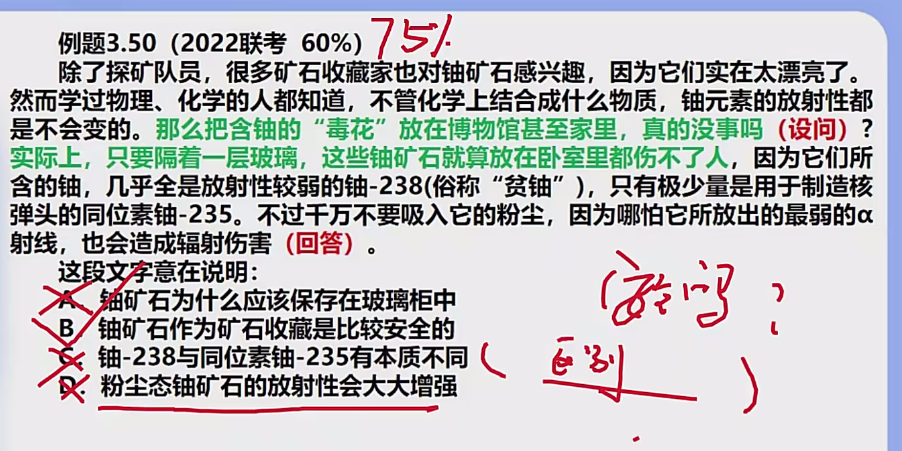 例题3.50（2022联考 60%）75%
除了探矿队员，很多矿石收藏家也对铀矿石感兴趣，因为它们实在太漂亮了。
然而学过物理、化学的人都知道，不管化学上结合成什么物质，铀元素的放射性都
是不会变的。那么把含铀的“毒花”放在博物馆甚至家里，真的没事吗（设问）？
实际上，只要隔着一层玻璃，这些铀矿石就算放在卧室里都伤不了人，因为它们所
含的铀，几乎全是放射性较弱的铀-238(俗称“贫铀”)，只有极少量是用于制造核
弹头的同位素铀-235。不过千万不要吸入它的粉尘，因为哪怕它所放出的最弱的α
射线，也会造成辐射伤害（回答）。
这段文字意在说明：
A、铀矿石为什么应该保存在玻璃柜中
B、铀矿石作为矿石收藏是比较安全的
C、铀-238与同位素铀-235有本质不同
D、粉尘态铀矿石的放射性会大大增强
安全吗？
（区别）